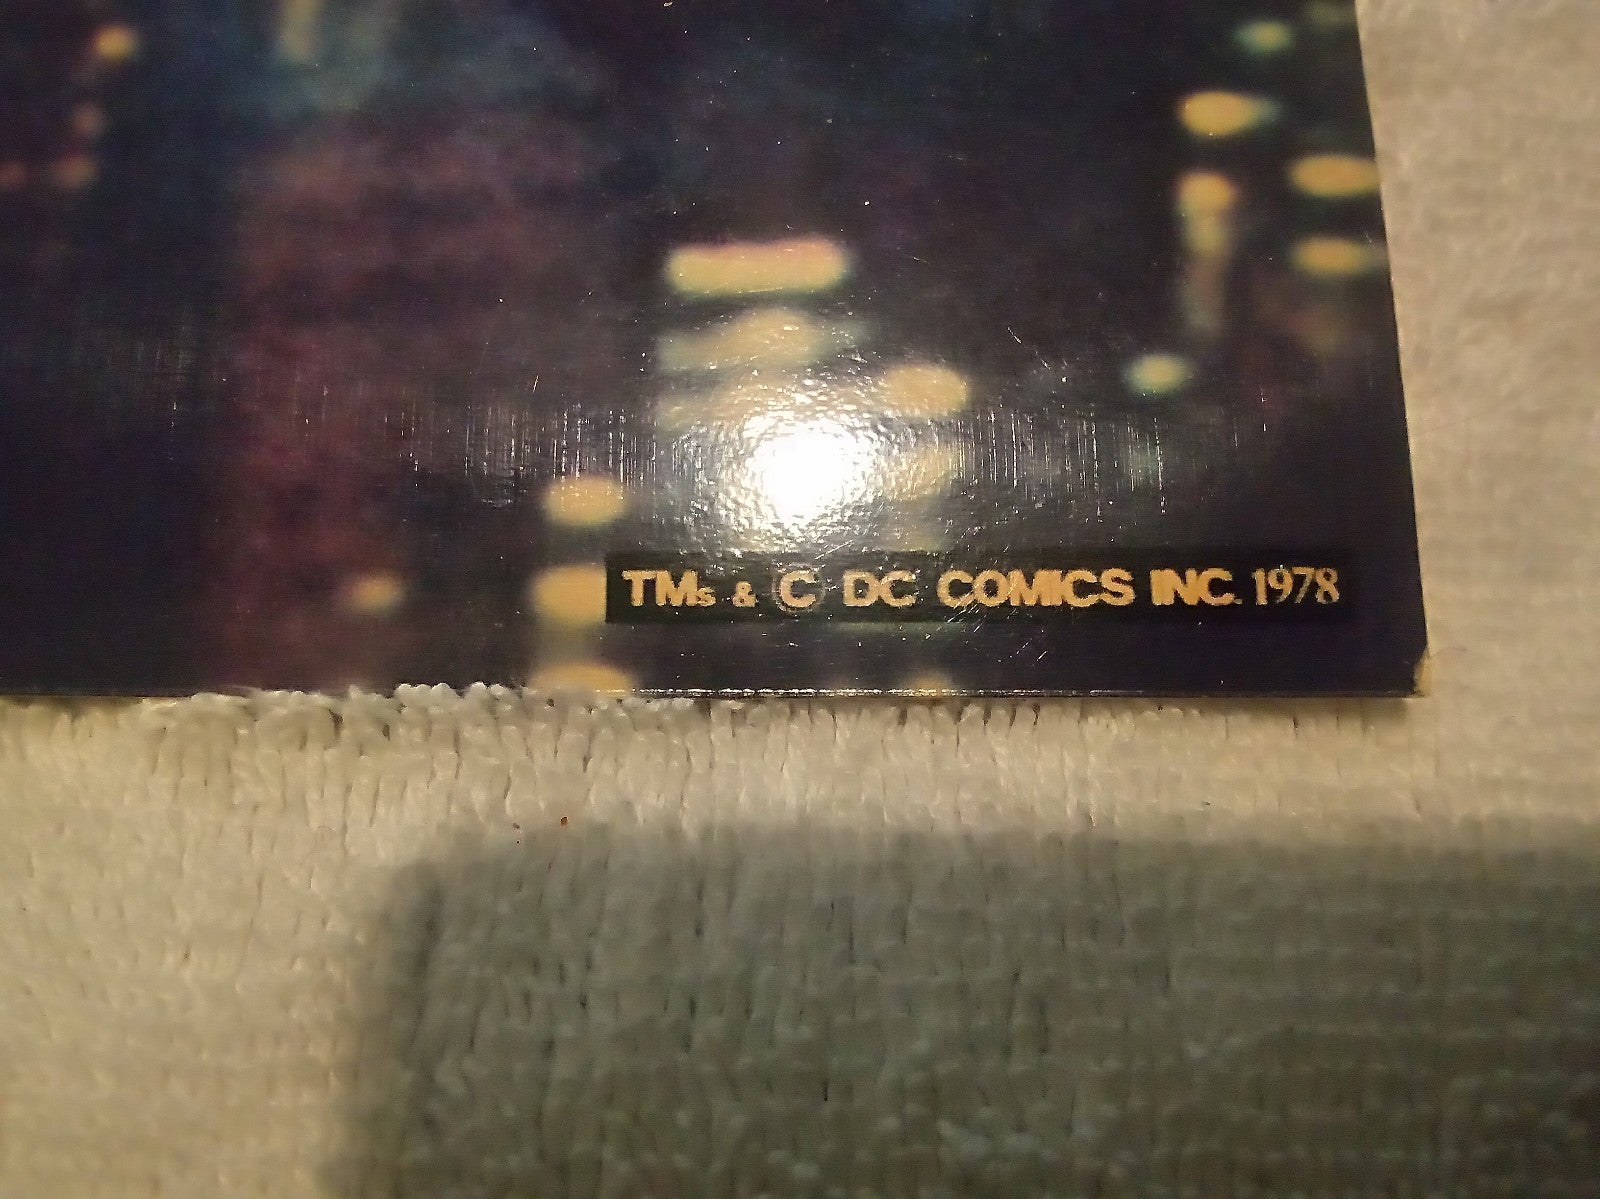 TMs & © DC COMICS INC. 1978